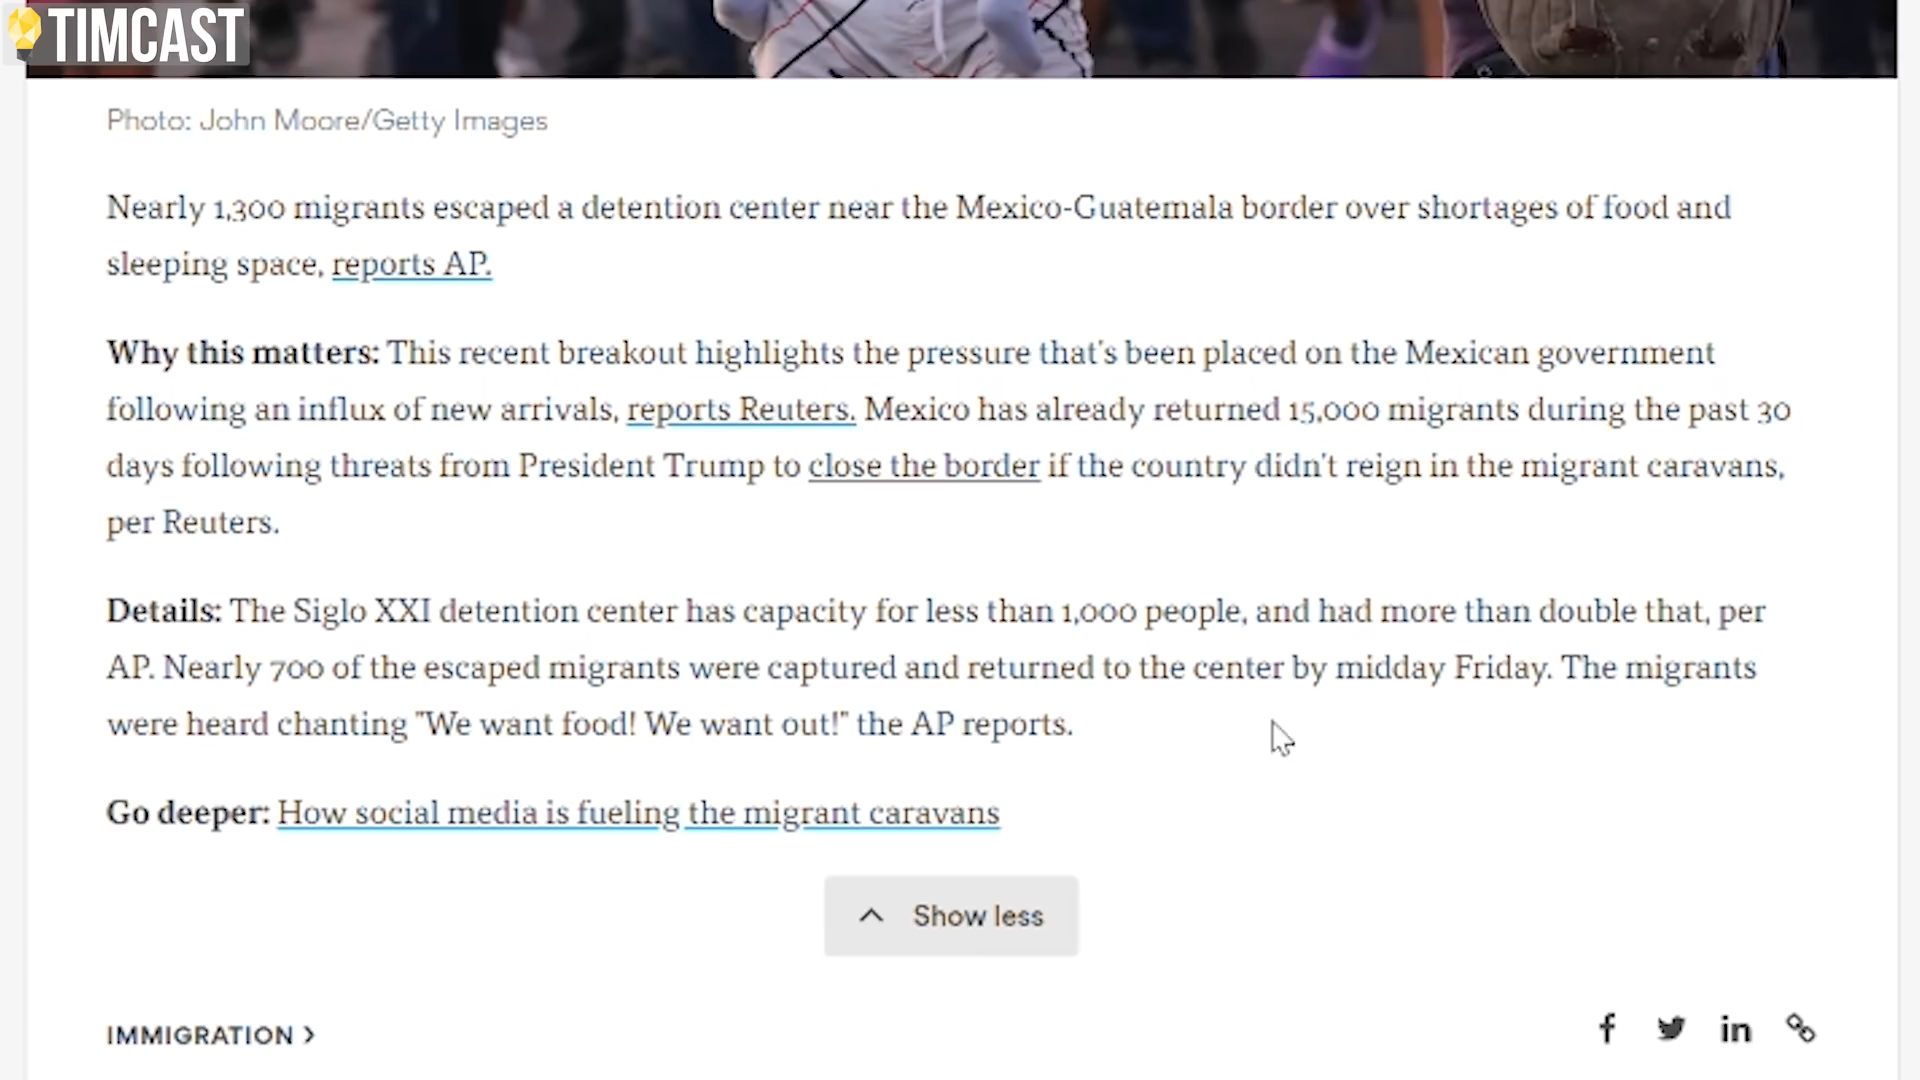 TIMCAST
Photo: John Moore/Getty Images
Nearly 1,300 migrants escaped a detention center near the Mexico-Guatemala border over shortages of food and
sleeping space, reports AP.
Why this matters: This recent breakout highlights the pressure that's been placed on the Mexican government
following an influx of new arrivals, reports Reuters. Mexico has already returned 15,000 migrants during the past 30
days following threats from President Trump to close the border if the country didn't reign in the migrant caravans,
per Reuters.
Details: The Siglo XXI detention center has capacity for less than 1,000 people, and had more than double that, per
AP. Nearly 700 of the escaped migrants were captured and returned to the center by midday Friday. The migrants
were heard chanting "We want food! We want out!" the AP reports.
Go deeper: How social media is fueling the migrant caravans
Show less
IMMIGRATION >
f in